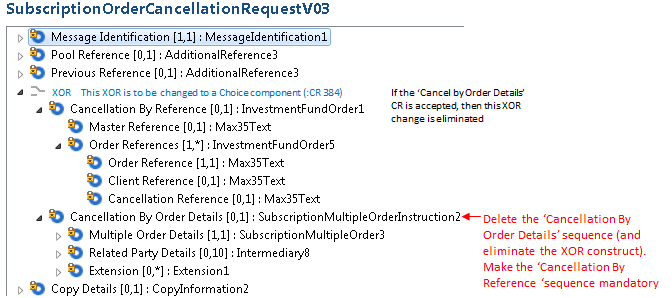 SubscriptionOrderCancellationRequestV03
Message Identification [1,1] : MessageIdentification1
Pool Reference [0,1] : AdditionalReference3
Previous Reference [0,1] : AdditionalReference3
XOR This XOR is to be changed to a Choice component (:CR 384)
If the ‘Cancel by Order Details’
CR is accepted, then this XOR
change is eliminated
Cancellation By Reference [0,1] : InvestmentFundOrder1
Master Reference [0,1] : Max35Text
Order References [1,*] : InvestmentFundOrder5
Order Reference [1,1] : Max35Text
Client Reference [0,1] : Max35Text
Cancellation Reference [0,1] : Max35Text
Cancellation By Order Details [0,1] : SubscriptionMultipleOrderInstruction2
Multiple Order Details [1,1] : SubscriptionMultipleOrder3
Related Party Details [0,10] : Intermediary8
Extension [0,*] : Extension1
Copy Details [0,1] : CopyInformation2
Delete the ‘Cancellation By
Order Details’ sequence (and
eliminate the XOR construct).
Make the ‘Cancellation By
Reference ‘sequence mandatory